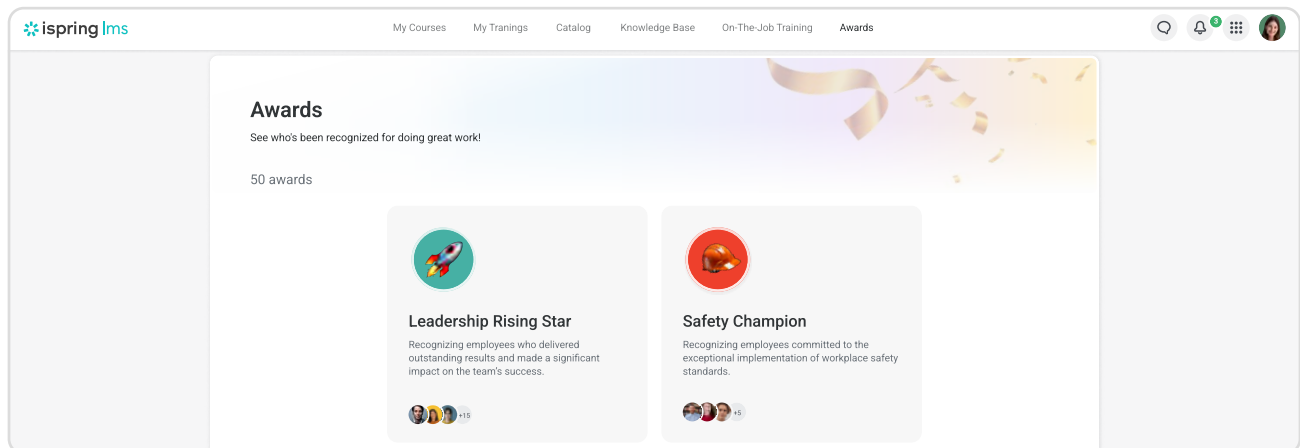 ispring lms
My Courses
My Tranings
Catalog
Knowledge Base
On-The-Job Training
Awards
3
Awards
See who's been recognized for doing great work!
50 awards
Leadership Rising Star
Recognizing employees who delivered
outstanding results and made a significant
impact on the team's success.
+15
Safety Champion
Recognizing employees committed to the
exceptional implementation of workplace safety
standards.
+5